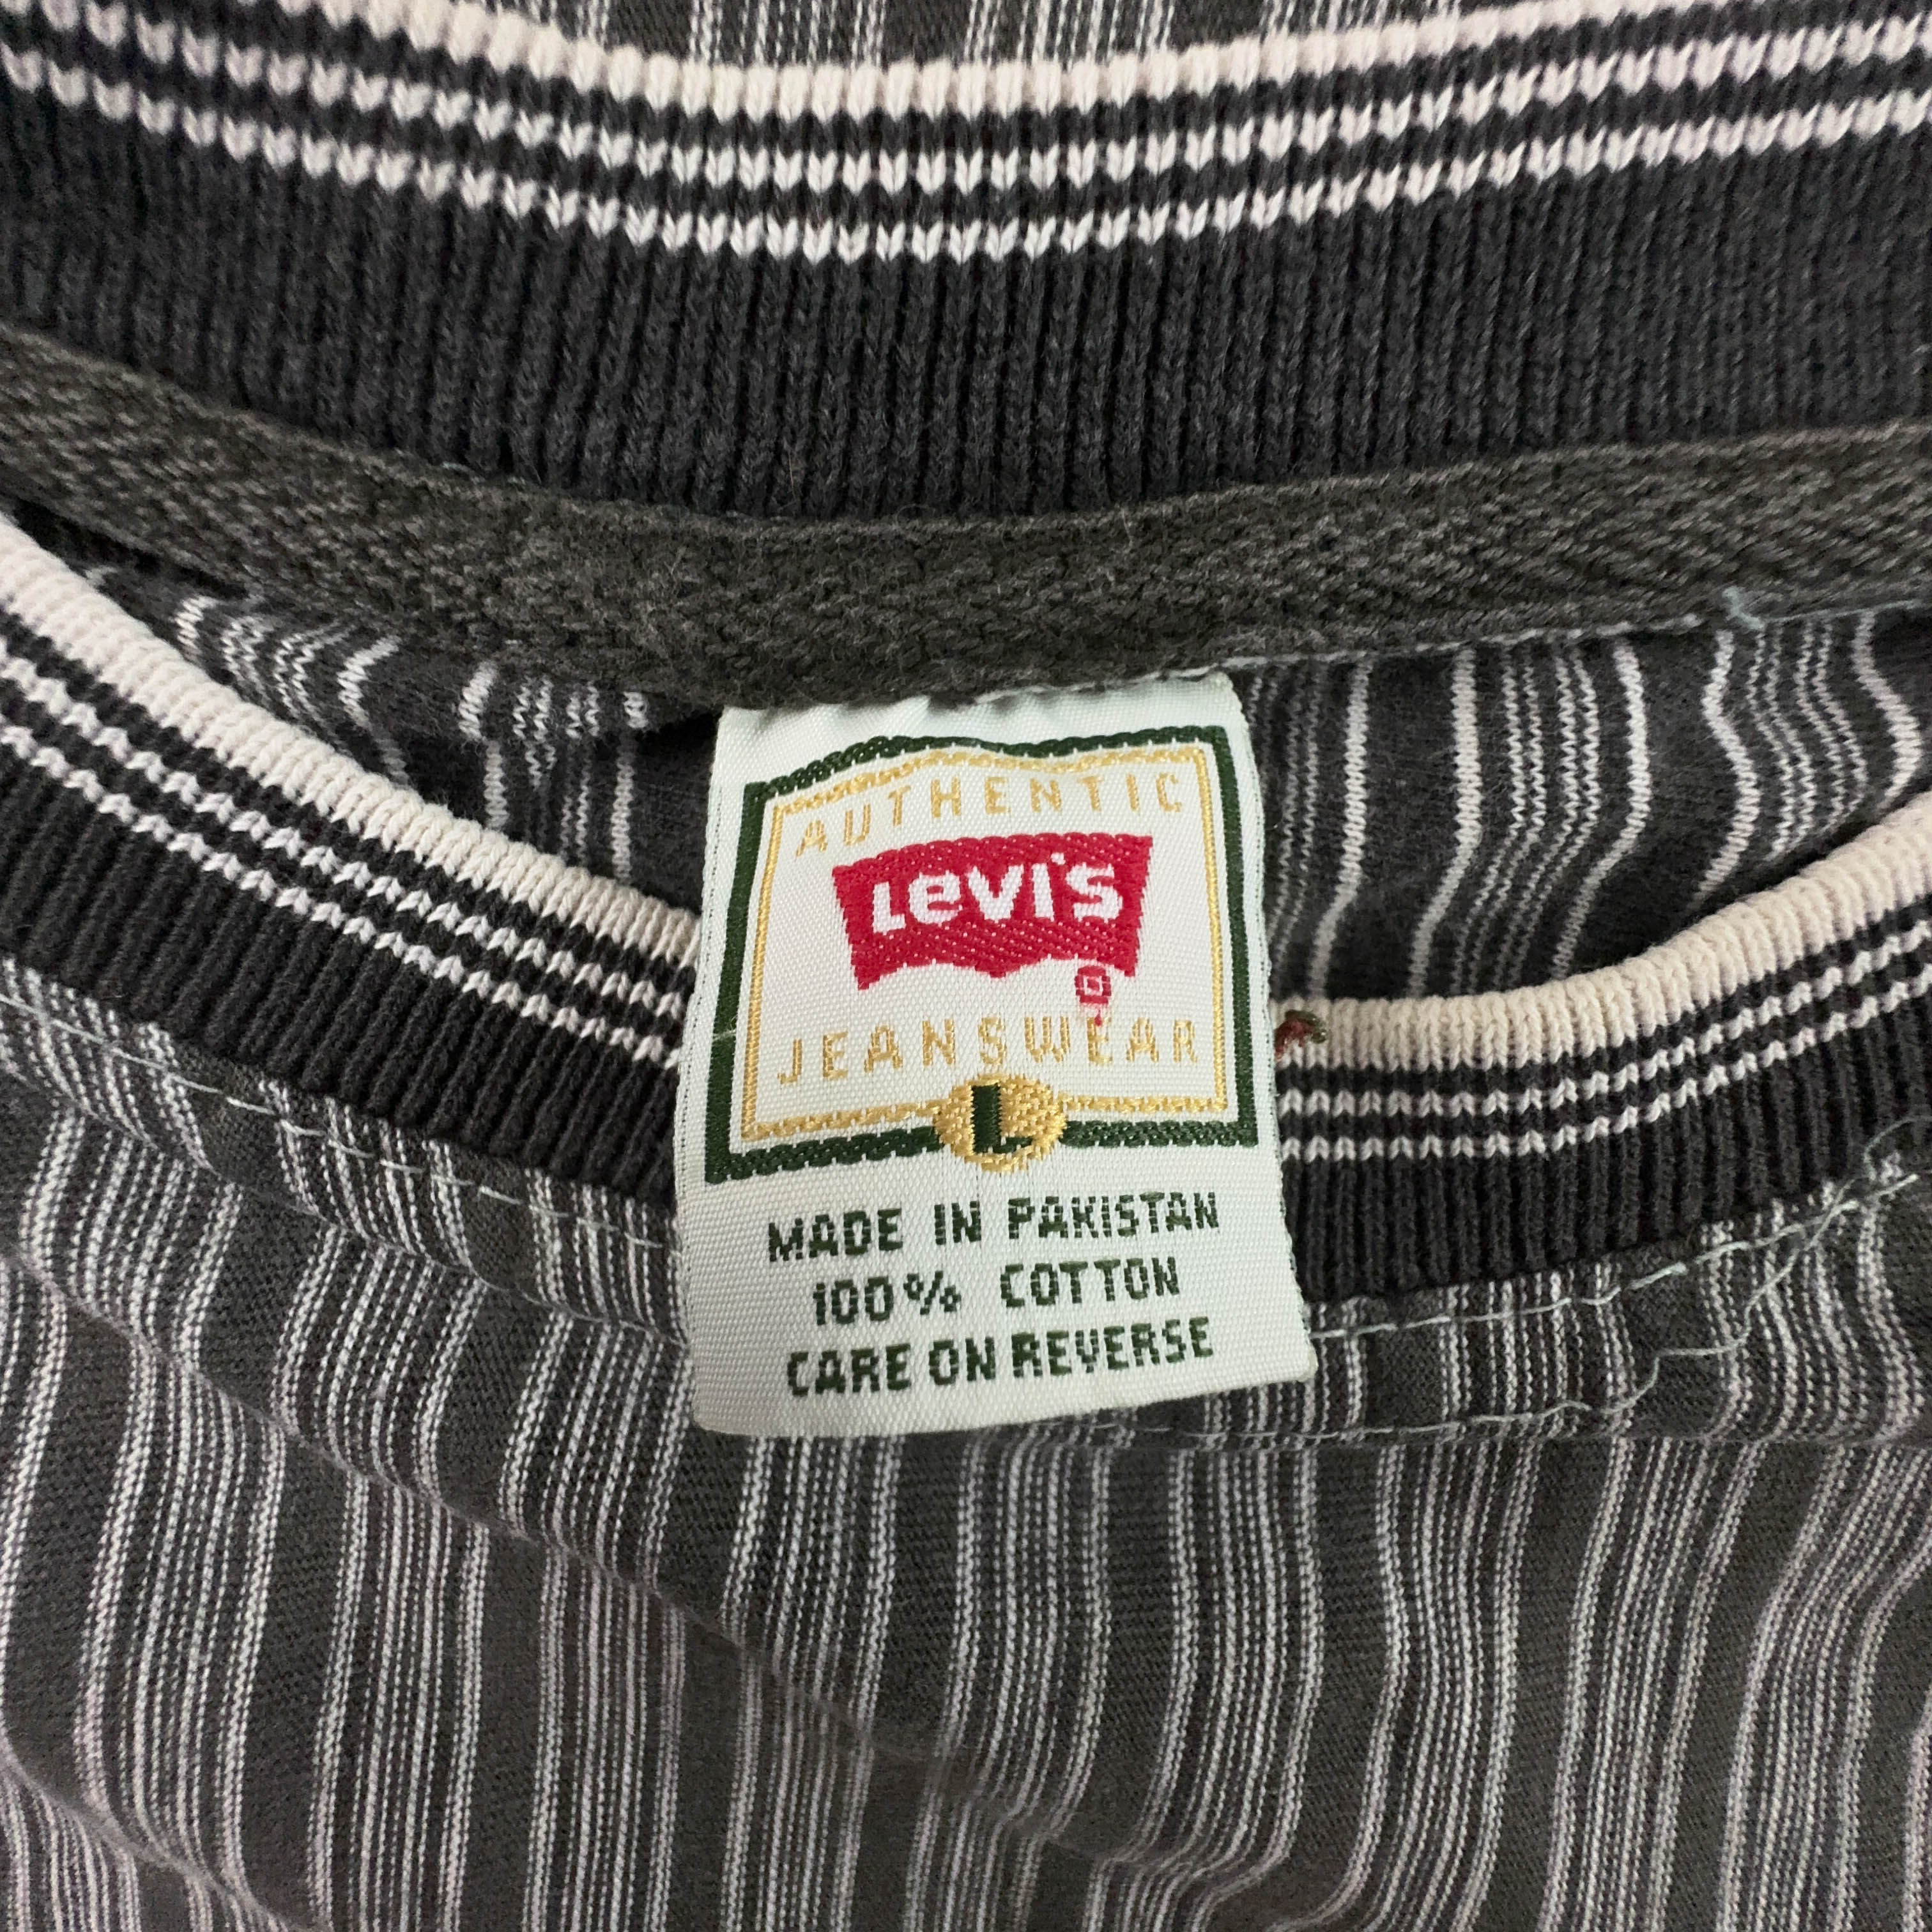 AUTHENTIC
Levi's
®
JEANSWEAR
L
MADE IN PAKISTAN
100% COTTON
CARE ON REVERSE